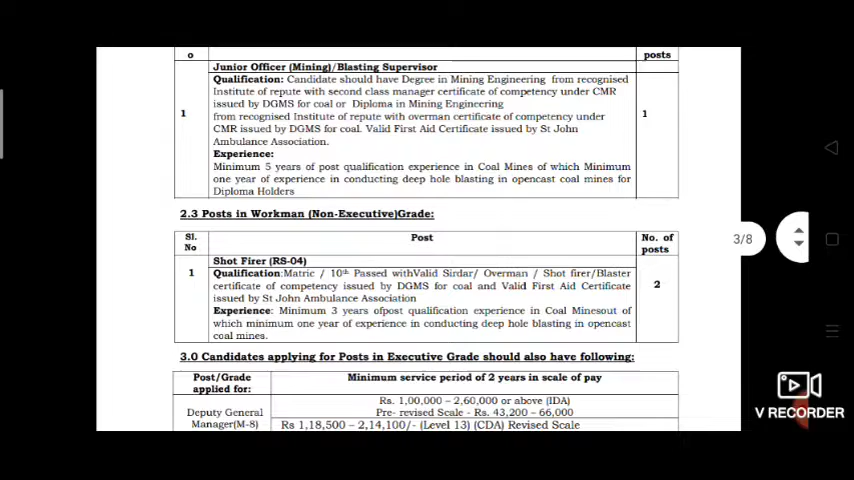 o posts
Junior Officer (Mining)/Blasting Supervisor
Qualification: Candidate should have Degree in Mining Engineering from recognised
Institute of repute with second class manager certificate of competency under CMR
issued by DGMS for coal or Diploma in Mining Engineering
1 from recognised Institute of repute with overman certificate of competency under 1
CMR issued by DGMS for coal. Valid First Aid Certificate issued by St John
Ambulance Association.
Experience:
Minimum 5 years of post qualification experience in Coal Mines of which Minimum
one year of experience in conducting deep hole blasting in opencast coal mines for
Diploma Holders
2.3 Posts in Workman (Non-Executive)Grade:
Sl. Post No. of
No posts
Shot Firer (RS-04)
1 Qualification:Matric / 10th Passed withValid Sirdar/ Overman / Shot firer/Blaster
certificate of competency issued by DGMS for coal and Valid First Aid Certificate 2
issued by St John Ambulance Association
Experience: Minimum 3 years ofpost qualification experience in Coal Minesout of
which minimum one year of experience in conducting deep hole blasting in opencast
coal mines.
3.0 Candidates applying for Posts in Executive Grade should also have following:
Post/Grade Minimum service period of 2 years in scale of pay
applied for:
Rs. 1,00,000 – 2,60,000 or above (IDA)
Deputy General Pre- revised Scale - Rs. 43,200 – 66,000
Manager(M-8) Rs 1,18,500 – 2,14,100/- (Level 13) (CDA) Revised Scale
3/8
V RECORDER